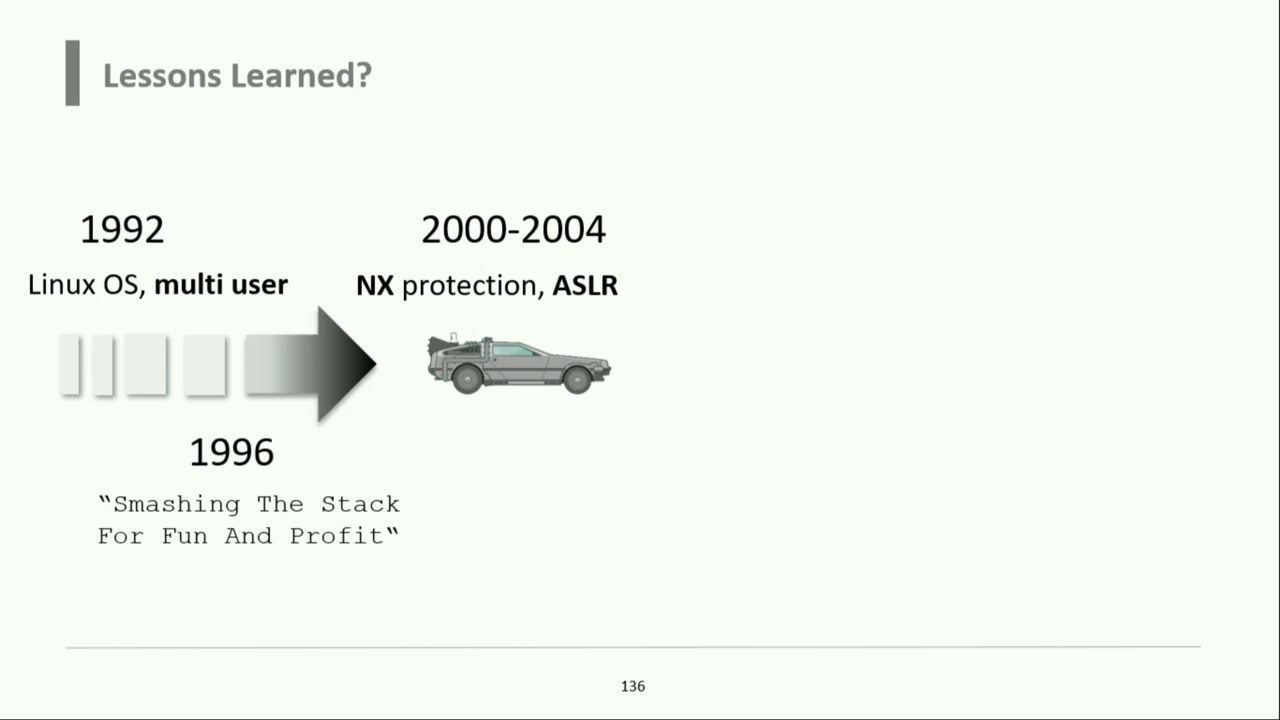 Lessons Learned?
1992
Linux OS, multi user
2000-2004
NX protection, ASLR
1996
‟Smashing The Stack
For Fun And Profit‟
136